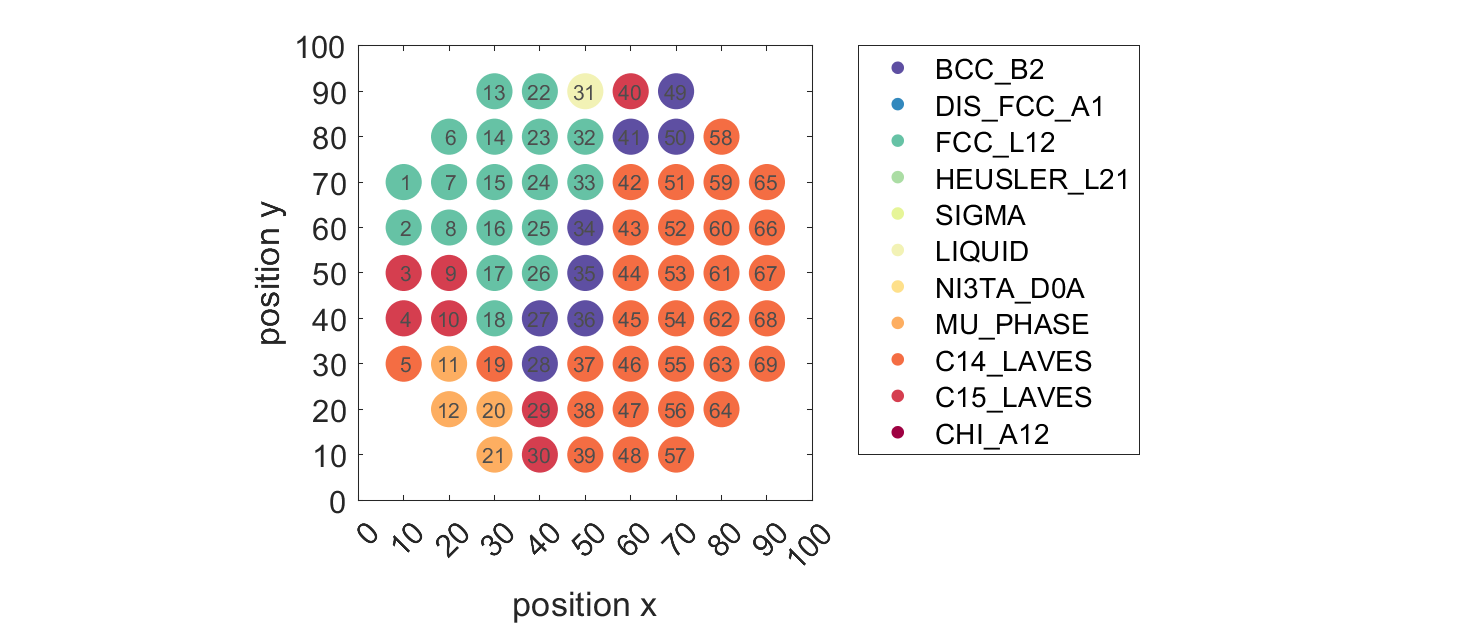 100
90
80
70
60
50
40
30
20
10
0
position y
13 22 31 40 49
6 14 23 32 41 50 58
1 7 15 24 33 42 51 59 65
2 8 16 25 34 43 52 60 66
3 9 17 26 35 44 53 61 67
4 10 18 27 36 45 54 62 68
5 11 19 28 37 46 55 63 69
12 20 29 38 47 56 64
21 30 39 48 57
0 10 20 30 40 50 60 70 80 90 100
position x
BCC_B2
DIS_FCC_A1
FCC_L12
HEUSLER_L21
SIGMA
LIQUID
NI3TA_D0A
MU_PHASE
C14_LAVES
C15_LAVES
CHI_A12